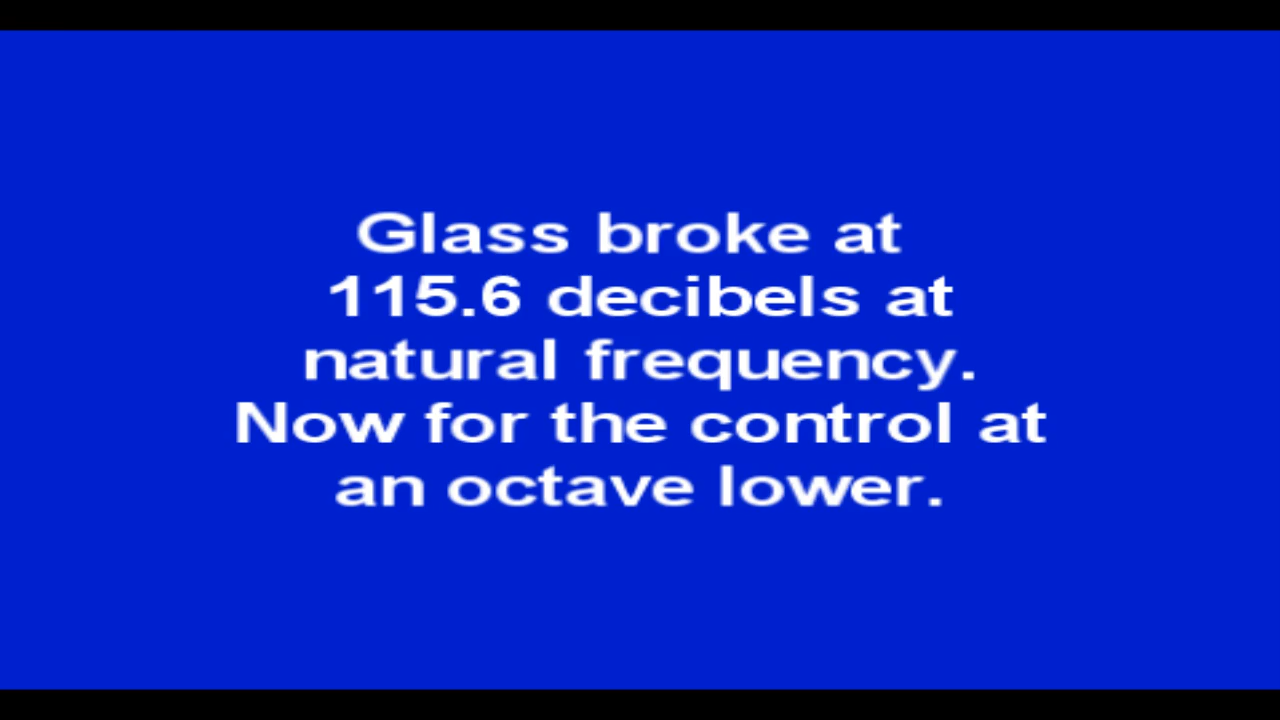 Glass broke at
115.6 decibels at
natural frequency.
Now for the control at
an octave lower.